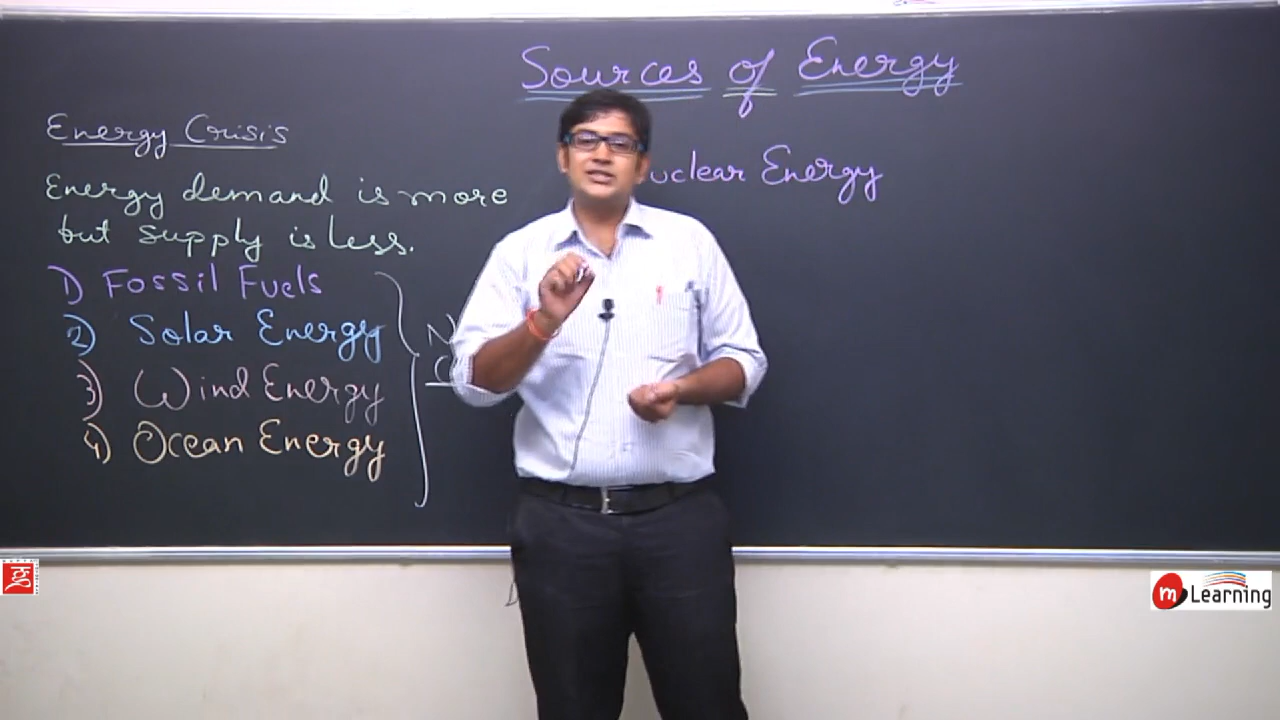 Sources of Energy
Energy Crisis
Energy demand is more
but supply is less.
1) Fossil Fuels
2) Solar Energy
3) Wind Energy
4) Ocean Energy
uclear Energy
m Learning